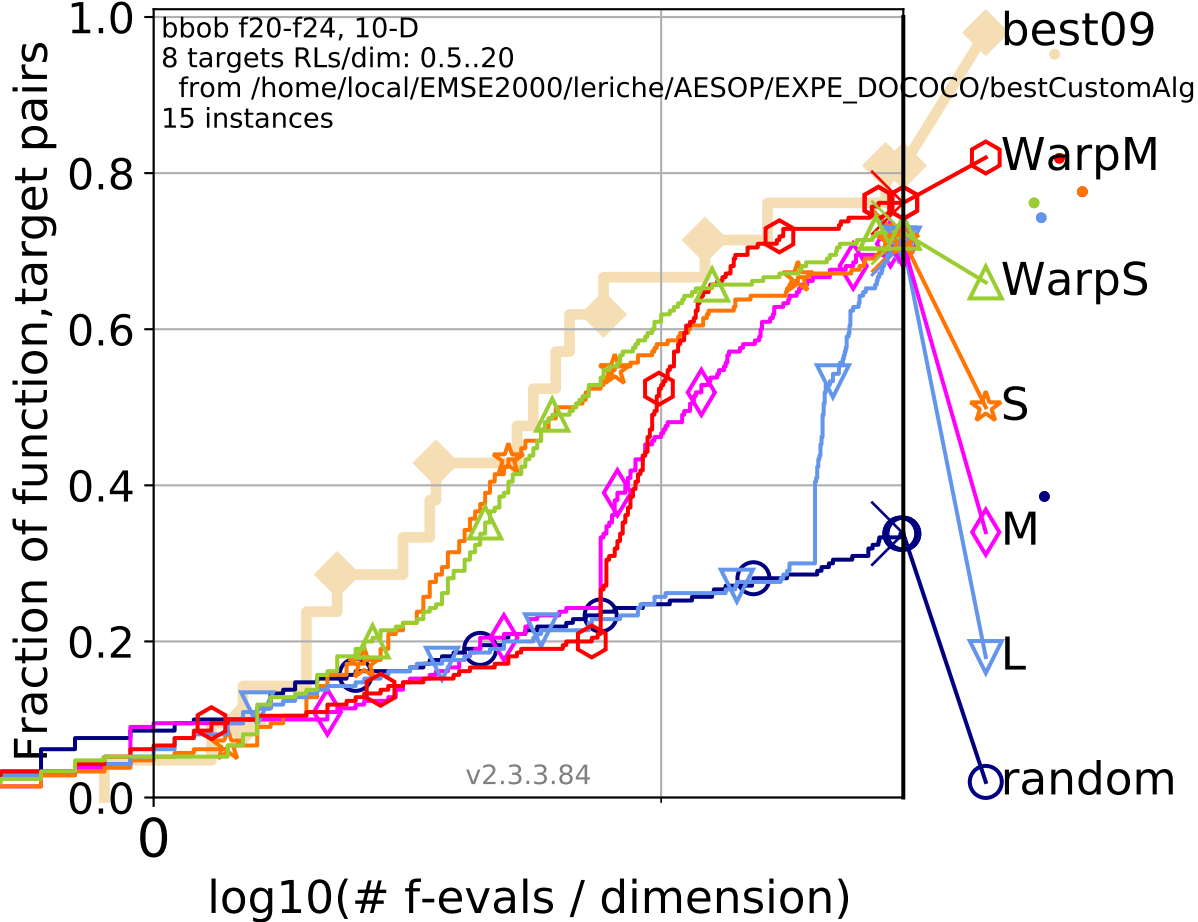 1.0
0.8
0.6
0.4
0.2
0.0
0
Fraction of function,target pairs
log10(# f-evals / dimension)
bbob f20-f24, 10-D
8 targets RLs/dim: 0.5..20
from /home/local/EMSE2000/leriche/AESOP/EXPE_DOCOCO/bestCustomAlg
15 instances
v2.3.3.84
best09
WarpM
WarpS
S
M
L
random